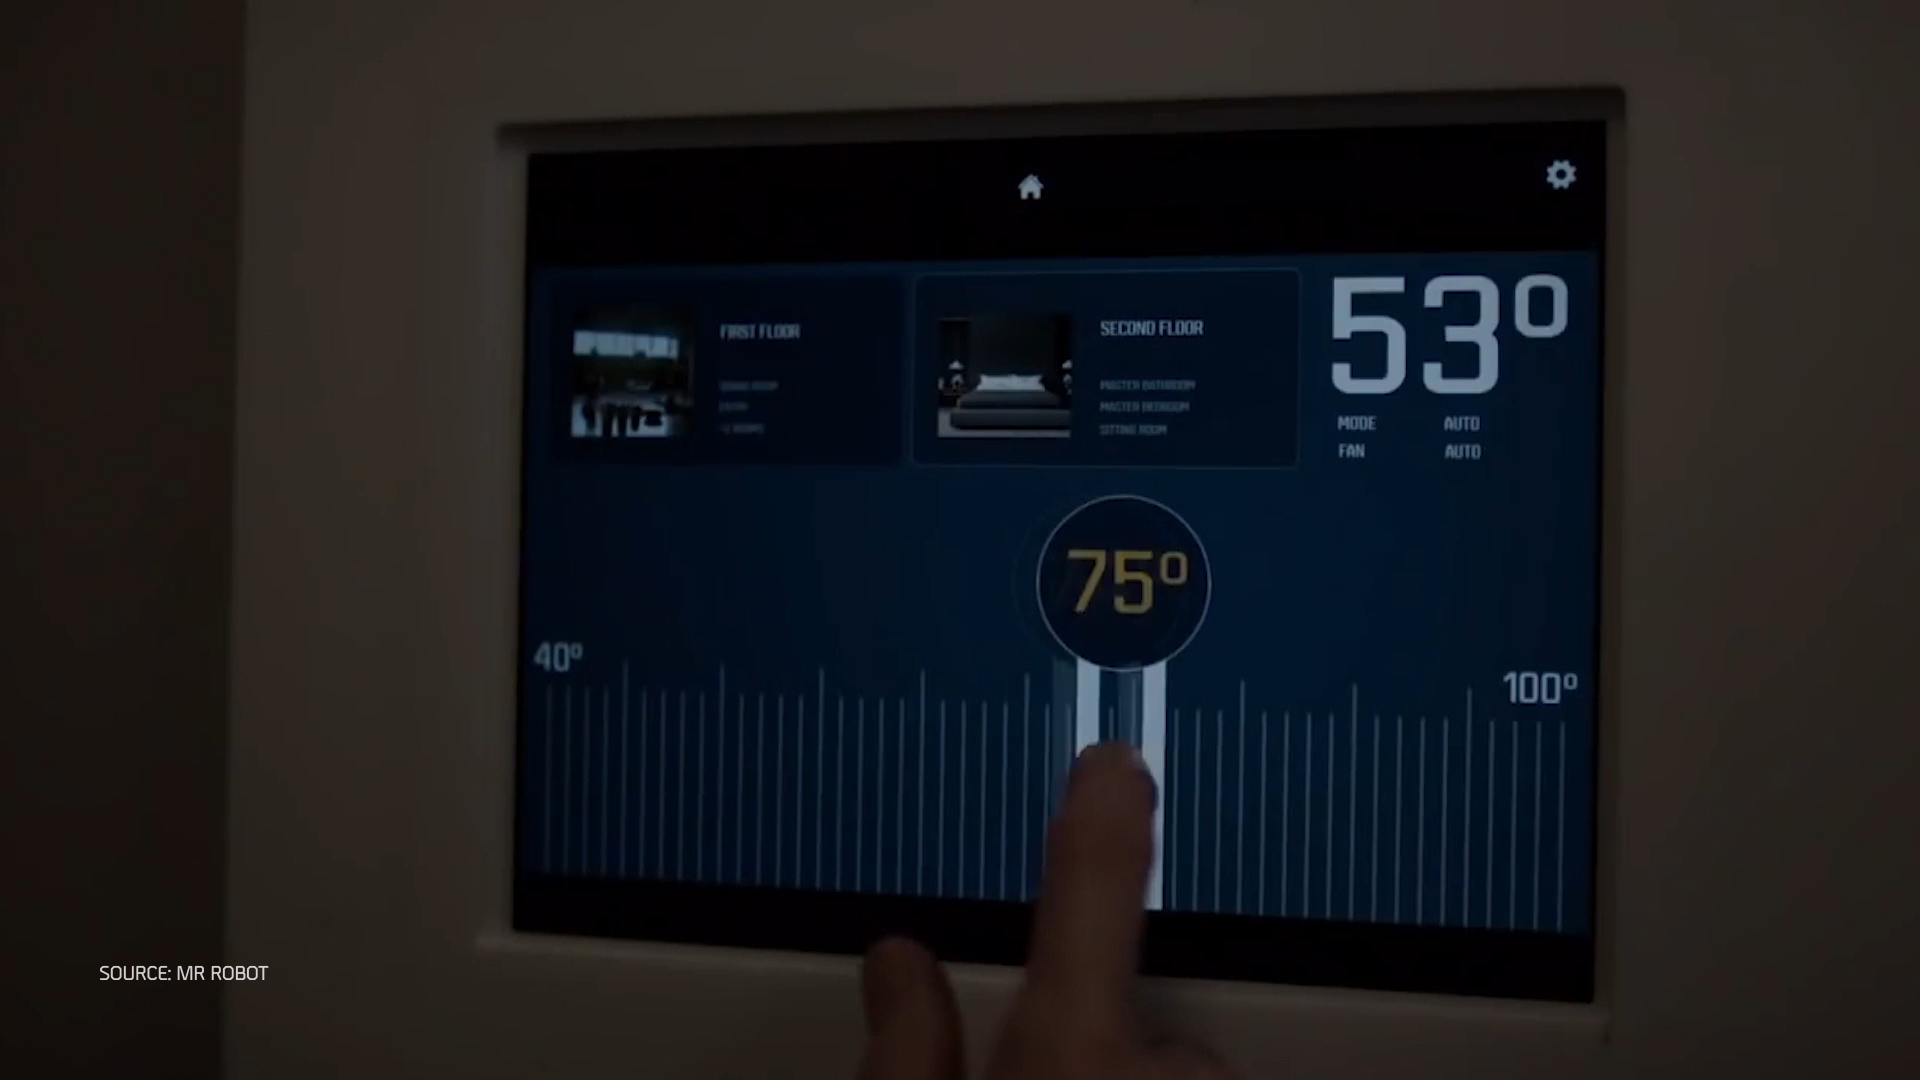 FIRST FLOOR
SECOND FLOOR
MASTER BATHROOM
MASTER BEDROOM
SITTING ROOM
53º
MODE AUTO
FAN AUTO
75º
40º
100º
SOURCE: MR ROBOT